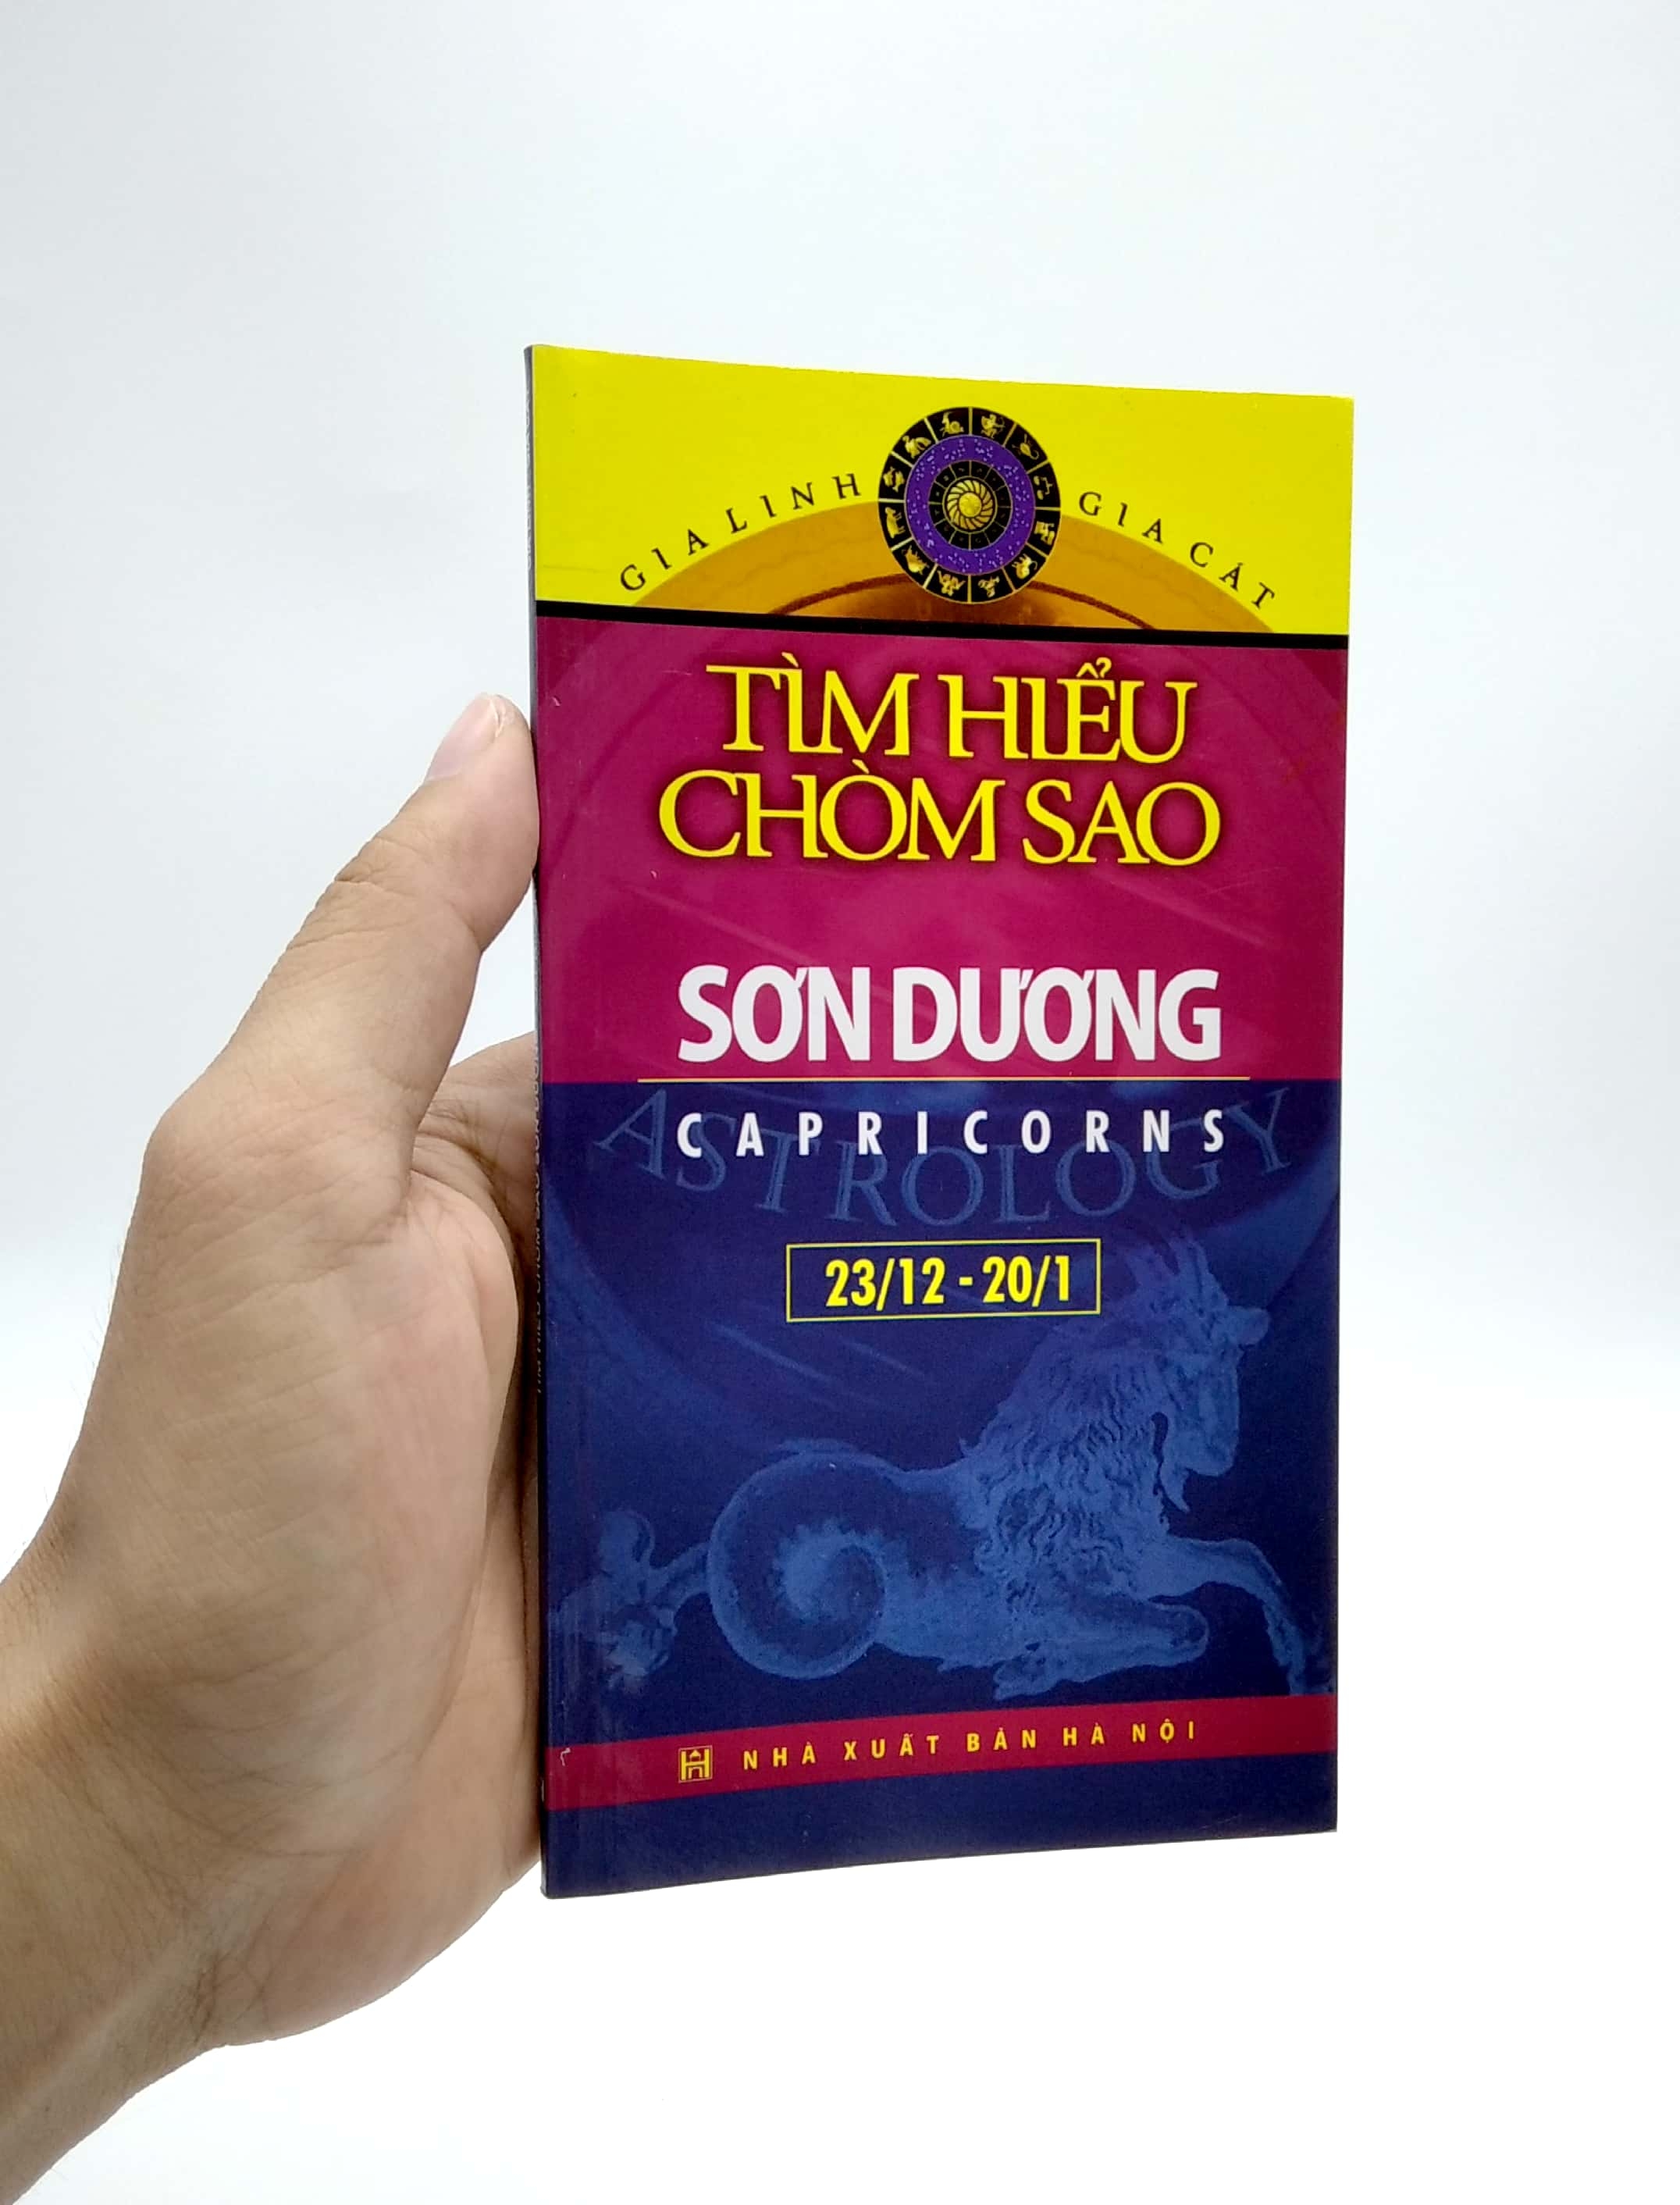 GIA LINH GIA CÁT
TÌM HIỂU
CHÒM SAO
SƠN DƯƠNG
CAPRICORNS
ASTROLOGY
23/12 - 20/1
NHÀ XUẤT BẢN HÀ NỘI